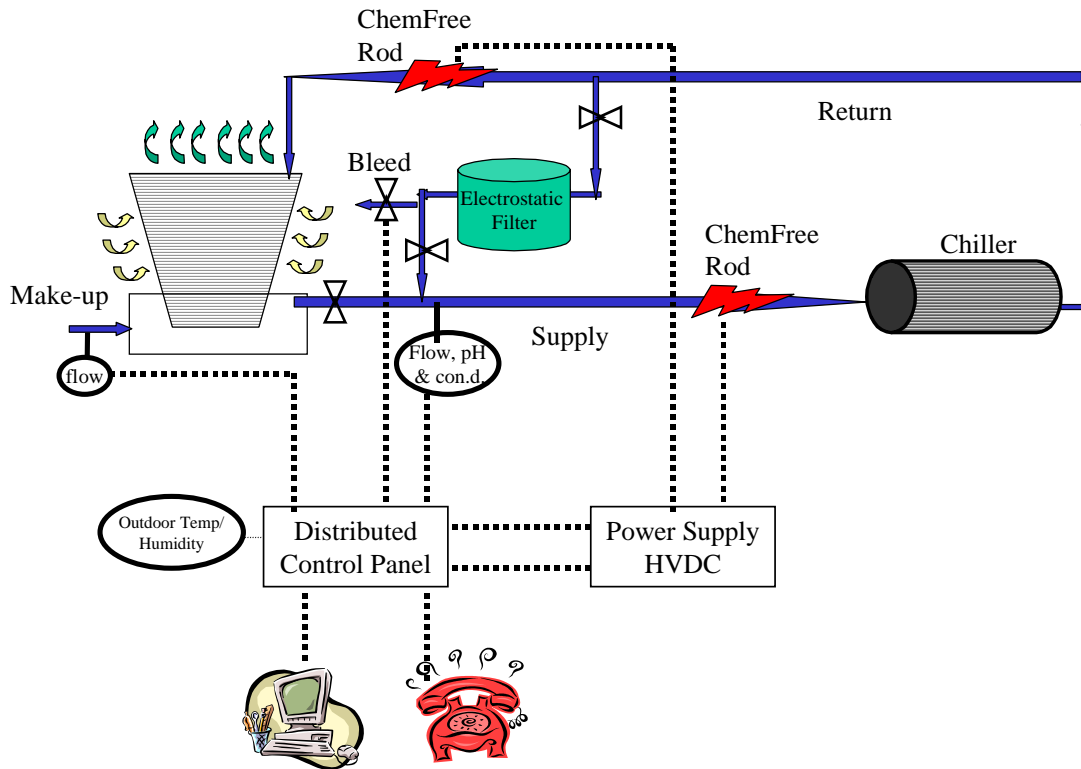 ChemFree
Rod
Return
Bleed
Electrostatic
Filter
ChemFree
Rod
Chiller
Make-up
Supply
flow
Flow, pH
& con.d.
Outdoor Temp/
Humidity
Distributed
Control Panel
Power Supply
HVDC